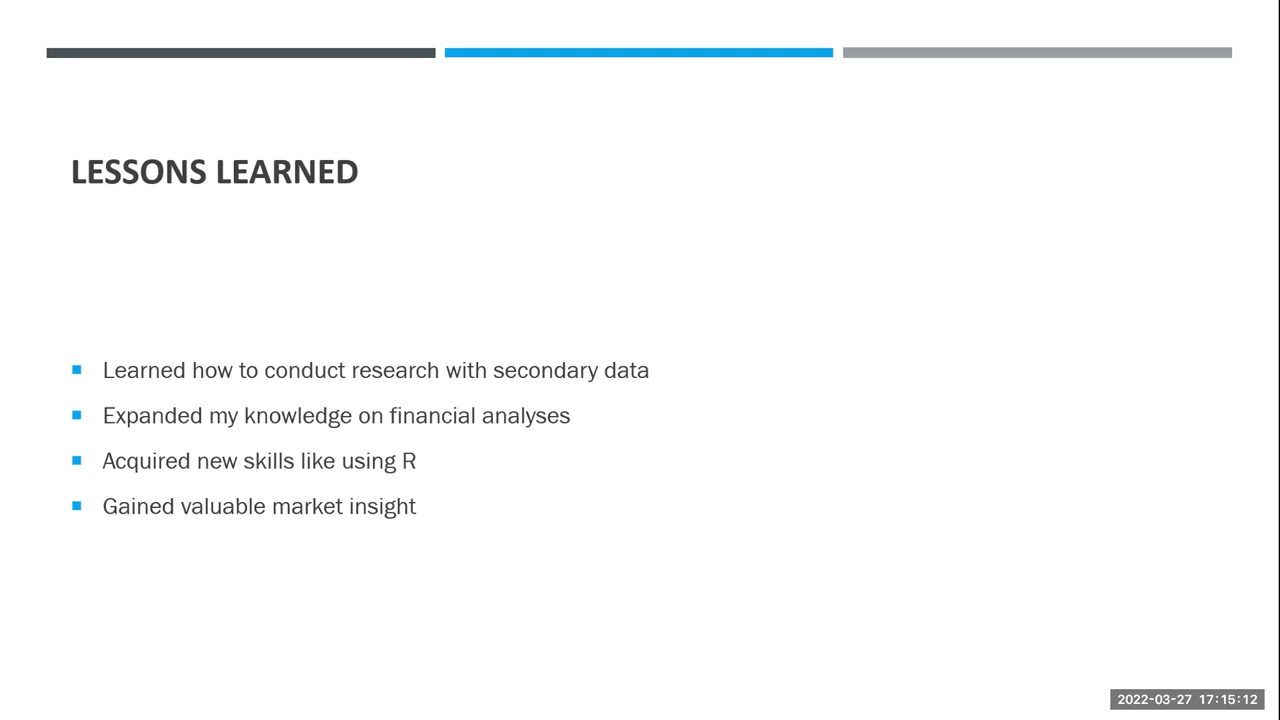 LESSONS LEARNED
Learned how to conduct research with secondary data
Expanded my knowledge on financial analyses
Acquired new skills like using R
Gained valuable market insight
2022-03-27 17:15:12